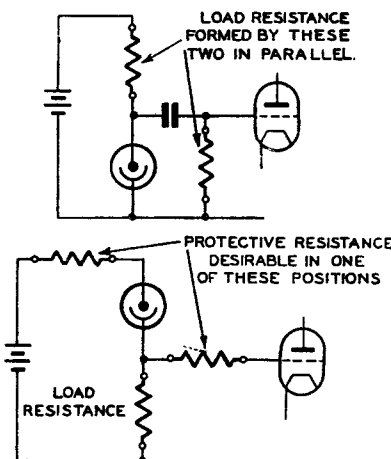 LOAD RESISTANCE
FORMED BY THESE
TWO IN PARALLEL.
PROTECTIVE RESISTANCE
DESIRABLE IN ONE
OF THESE POSITIONS
LOAD
RESISTANCE